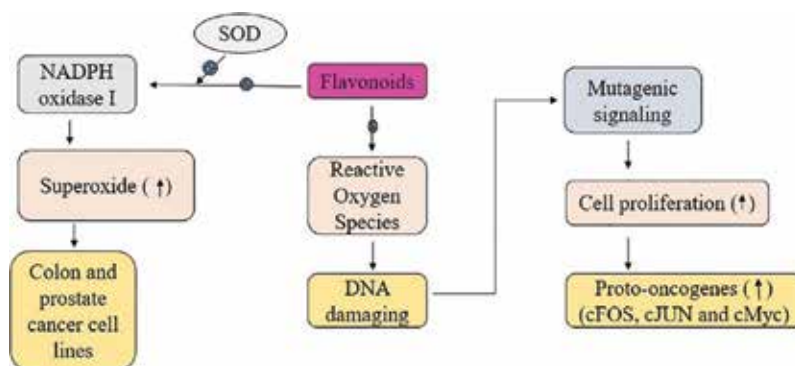 SOD
NADPH
oxidase I
Flavonoids
Mutagenic
signaling
Superoxide (↑)
Reactive
Oxygen
Species
Cell proliferation (↑)
Colon and
prostate
cancer cell
lines
DNA
damaging
Proto-oncogenes (↑)
(cFOS, cJUN and cMyc)